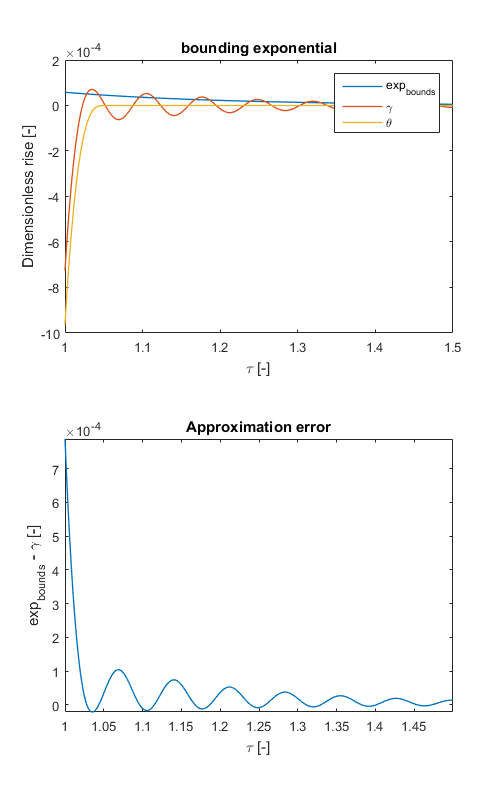 bounding exponential
×10⁻⁴
2
0
-2
-4
-6
-8
-10
Dimensionless rise [-]
exp_bounds
γ
θ
1 1.1 1.2 1.3 1.4 1.5
τ [-]
Approximation error
×10⁻⁴
7
6
5
4
3
2
1
0
exp_bounds - γ [-]
1 1.05 1.1 1.15 1.2 1.25 1.3 1.35 1.4 1.45
τ [-]